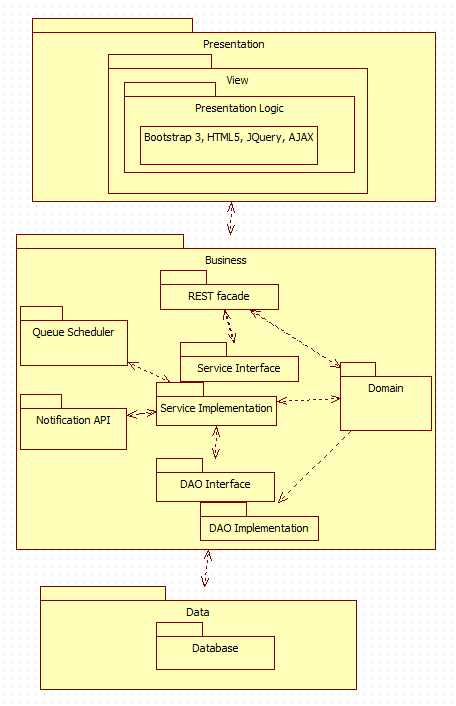 Presentation
View
Presentation Logic
Bootstrap 3, HTML5, JQuery, AJAX
Business
REST facade
Queue Scheduler
Service Interface
Domain
Service Implementation
Notification API
DAO Interface
DAO Implementation
Data
Database